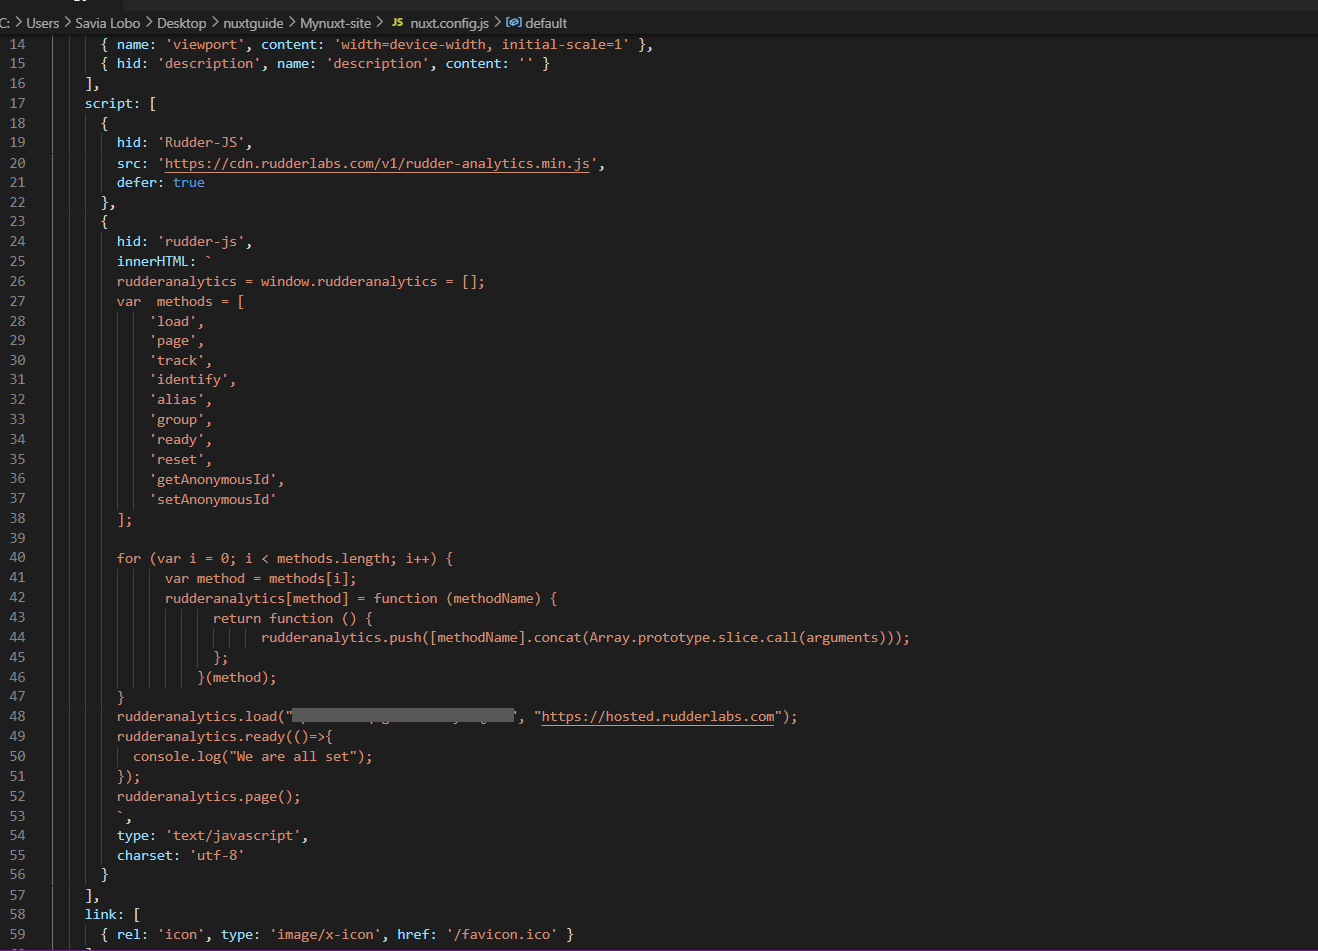 C: > Users > Savia Lobo > Desktop > nuxtguide > Mynuxt-site > JS nuxt.config.js > default
14 { name: 'viewport', content: 'width=device-width, initial-scale=1' },
15 { hid: 'description', name: 'description', content: '' }
16 ],
17 script: [
18 {
19 hid: 'Rudder-JS',
20 src: 'https://cdn.rudderlabs.com/v1/rudder-analytics.min.js',
21 defer: true
22 },
23 {
24 hid: 'rudder-js',
25 innerHTML: `
26 rudderanalytics = window.rudderanalytics = [];
27 var  methods = [
28 'load',
29 'page',
30 'track',
31 'identify',
32 'alias',
33 'group',
34 'ready',
35 'reset',
36 'getAnonymousId',
37 'setAnonymousId'
38 ];
39
40 for (var i = 0; i < methods.length; i++) {
41 var method = methods[i];
42 rudderanalytics[method] = function (methodName) {
43 return function () {
44 rudderanalytics.push([methodName].concat(Array.prototype.slice.call(arguments)));
45 };
46 }(method);
47 }
48 rudderanalytics.load(" ", "https://hosted.rudderlabs.com");
49 rudderanalytics.ready(()=>{
50 console.log("We are all set");
51 });
52 rudderanalytics.page();
53 `,
54 type: 'text/javascript',
55 charset: 'utf-8'
56 }
57 ],
58 link: [
59 { rel: 'icon', type: 'image/x-icon', href: '/favicon.ico' }